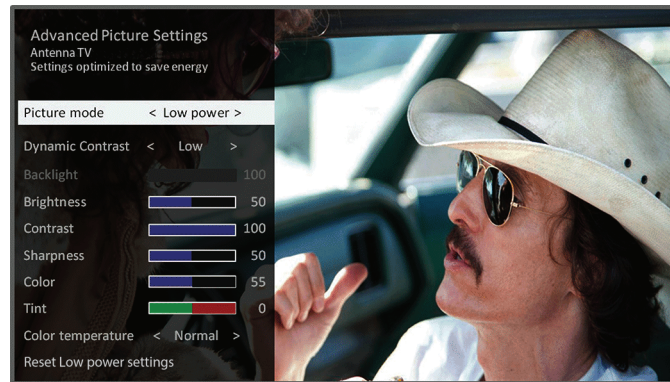 Advanced Picture Settings
Antenna TV
Settings optimized to save energy
Picture mode < Low power >
Dynamic Contrast < Low >
Backlight 100
Brightness 50
Contrast 100
Sharpness 50
Color 55
Tint 0
Color temperature < Normal >
Reset Low power settings